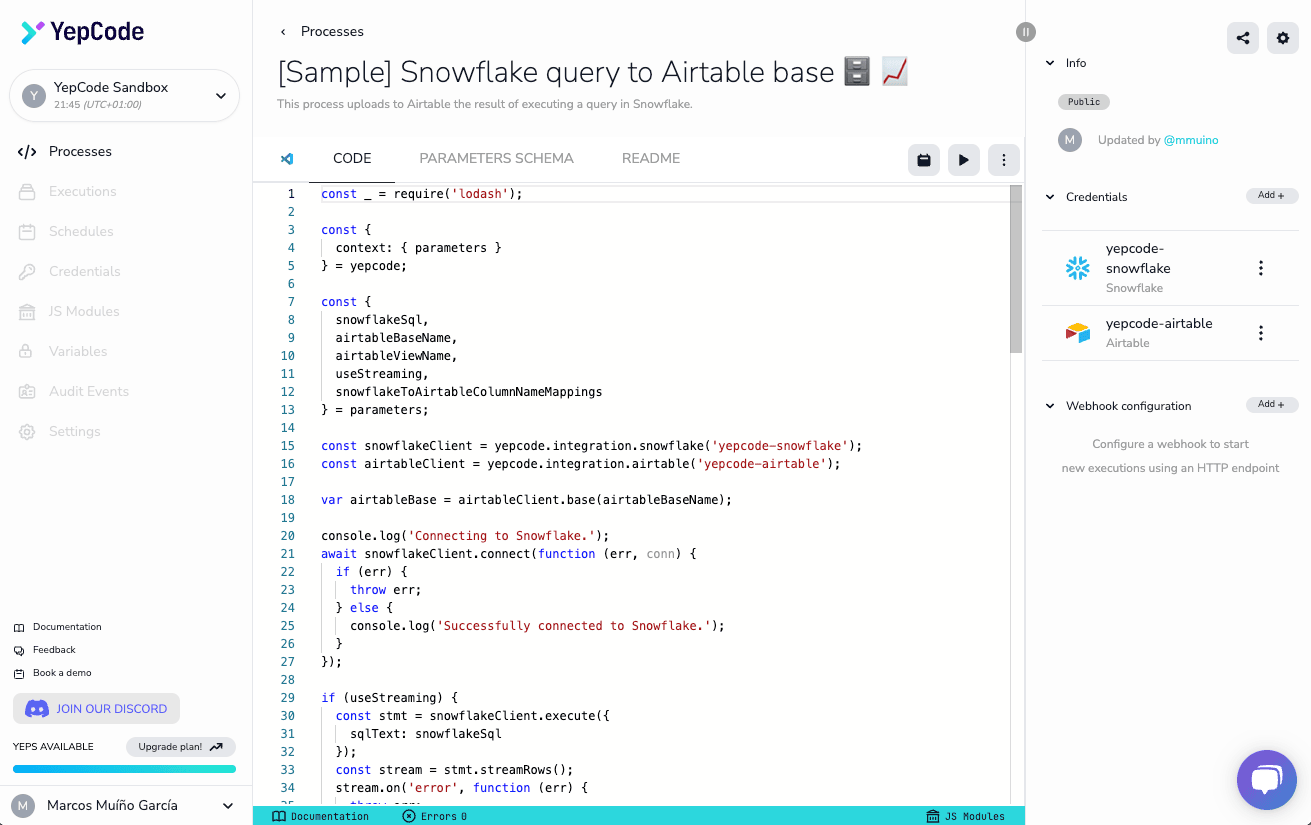 YepCode
Y
YepCode Sandbox
21:45 (UTC+01:00)
Processes
Executions
Schedules
Credentials
JS Modules
Variables
Audit Events
Settings
Documentation
Feedback
Book a demo
JOIN OUR DISCORD
YEPS AVAILABLE
Upgrade plan!
M
Marcos Muíño García
Processes
[Sample] Snowflake query to Airtable base 🗄️ 📈
This process uploads to Airtable the result of executing a query in Snowflake.
CODE
PARAMETERS SCHEMA
README
1 const _ = require('lodash');
2
3 const {
4   context: { parameters }
5 } = yepcode;
6
7 const {
8   snowflakeSql,
9   airtableBaseName,
10   airtableViewName,
11   useStreaming,
12   snowflakeToAirtableColumnNameMappings
13 } = parameters;
14
15 const snowflakeClient = yepcode.integration.snowflake('yepcode-snowflake');
16 const airtableClient = yepcode.integration.airtable('yepcode-airtable');
17
18 var airtableBase = airtableClient.base(airtableBaseName);
19
20 console.log('Connecting to Snowflake.');
21 await snowflakeClient.connect(function (err, conn) {
22   if (err) {
23     throw err;
24   } else {
25     console.log('Successfully connected to Snowflake.');
26   }
27 });
28
29 if (useStreaming) {
30   const stmt = snowflakeClient.execute({
31     sqlText: snowflakeSql
32   });
33   const stream = stmt.streamRows();
34   stream.on('error', function (err) {
Documentation
Errors 0
JS Modules
Info
Public
M
Updated by @mmuino
Credentials
Add +
yepcode-
snowflake
Snowflake
yepcode-airtable
Airtable
Webhook configuration
Add +
Configure a webhook to start
new executions using an HTTP endpoint